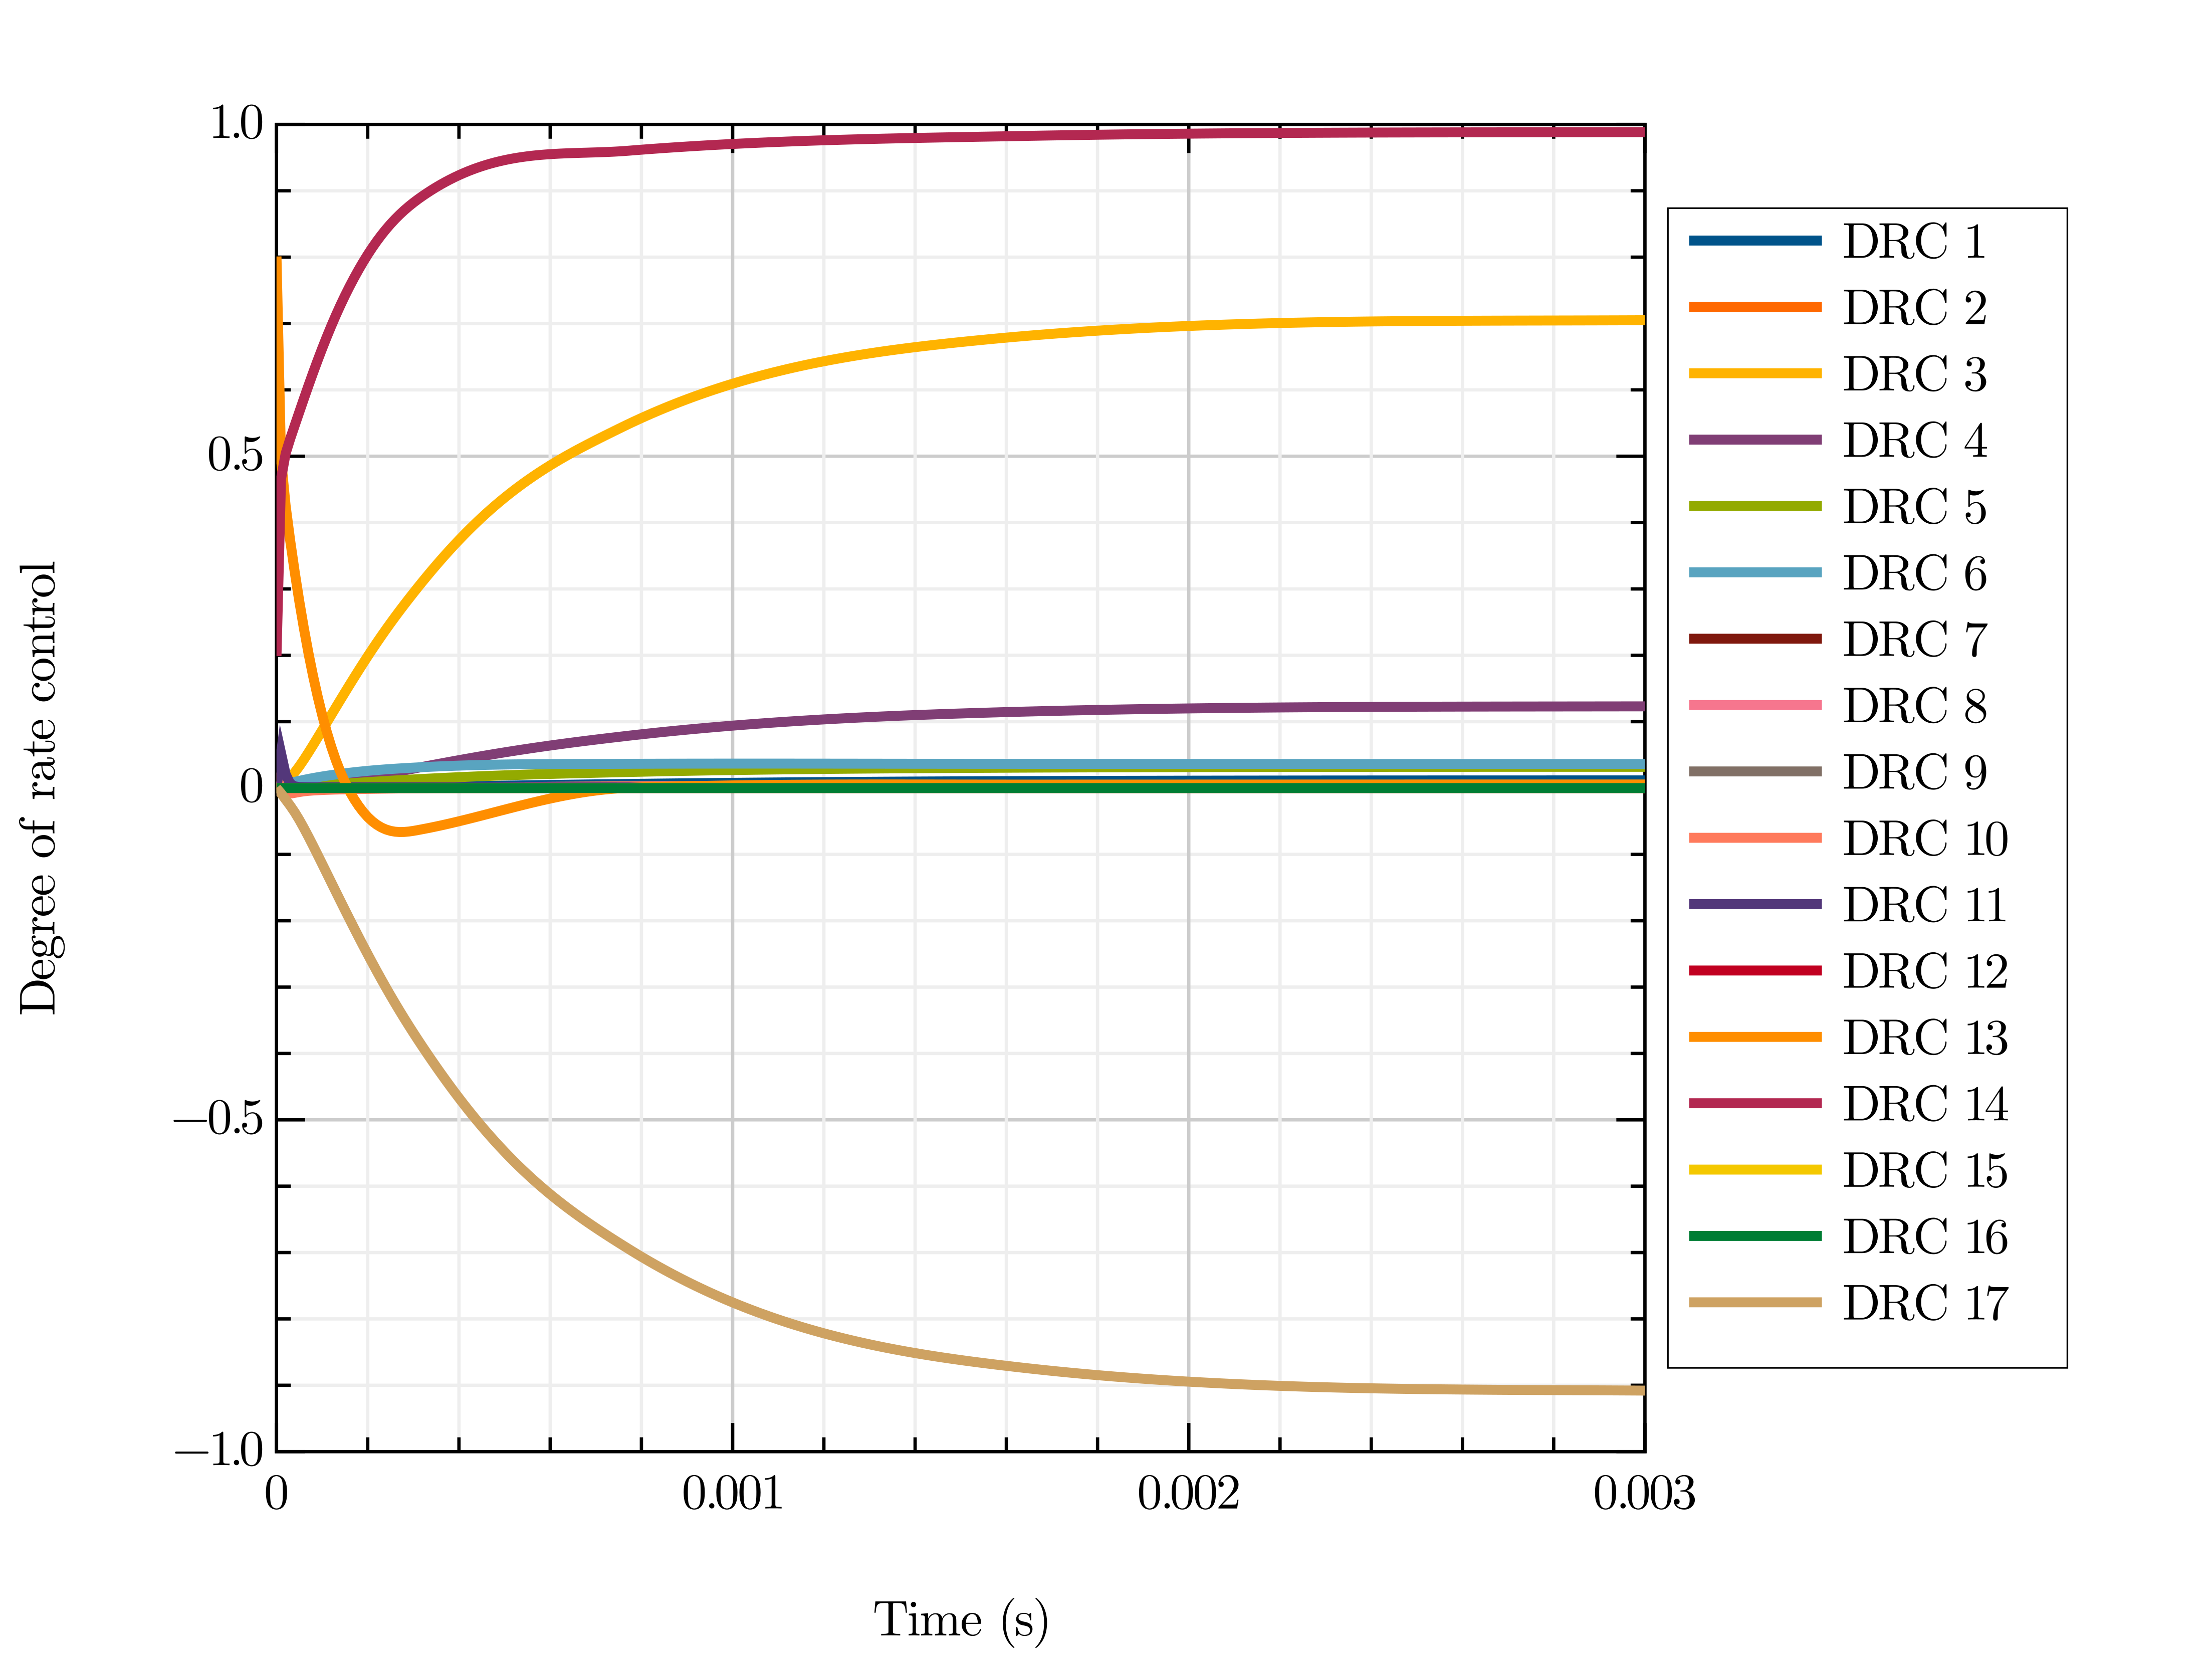 1.0
0.5
0
−0.5
−1.0
0 0.001 0.002 0.003
Degree of rate control
Time (s)
DRC 1
DRC 2
DRC 3
DRC 4
DRC 5
DRC 6
DRC 7
DRC 8
DRC 9
DRC 10
DRC 11
DRC 12
DRC 13
DRC 14
DRC 15
DRC 16
DRC 17